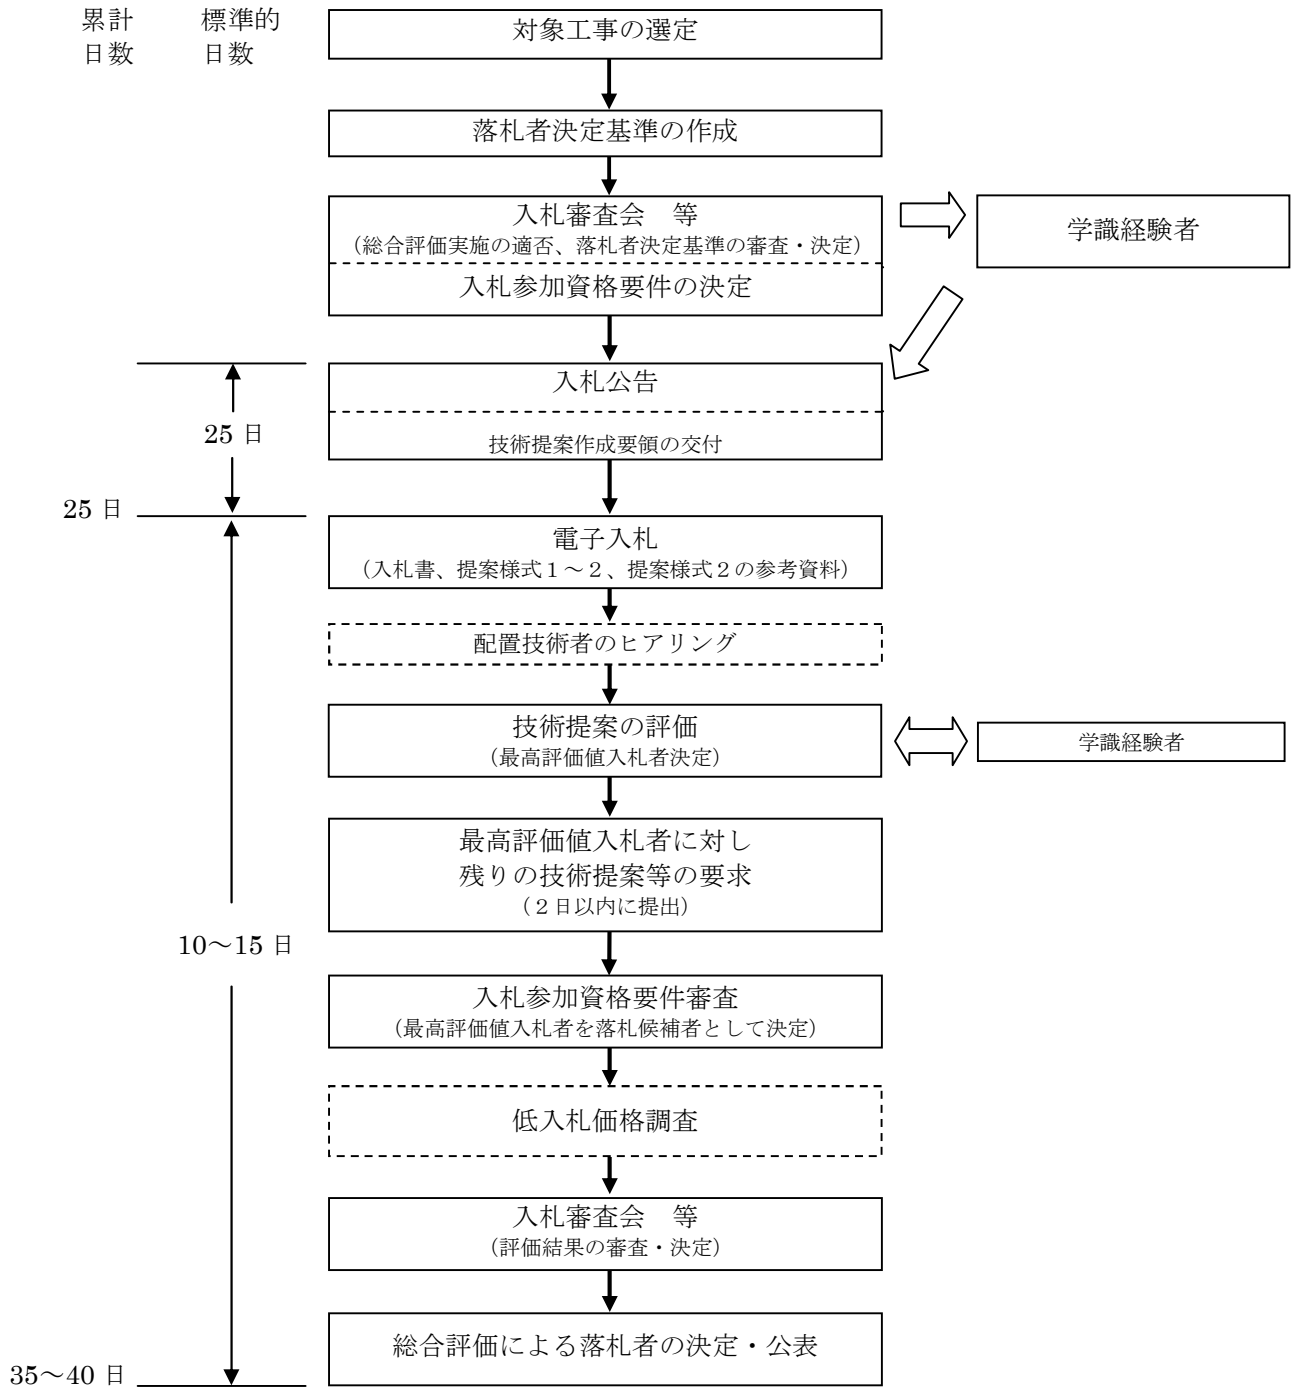 累計 標準的
日数 日数
対象工事の選定
落札者決定基準の作成
入札審査会　等
（総合評価実施の適否、落札者決定基準の審査・決定）
入札参加資格要件の決定
学識経験者
入札公告
技術提案作成要領の交付
25 日
25 日
電子入札
（入札書、提案様式１～２、提案様式２の参考資料）
配置技術者のヒアリング
技術提案の評価
（最高評価値入札者決定）
学識経験者
最高評価値入札者に対し
残りの技術提案等の要求
（２日以内に提出）
10～15 日
入札参加資格要件審査
（最高評価値入札者を落札候補者として決定）
低入札価格調査
入札審査会　等
（評価結果の審査・決定）
総合評価による落札者の決定・公表
35～40 日